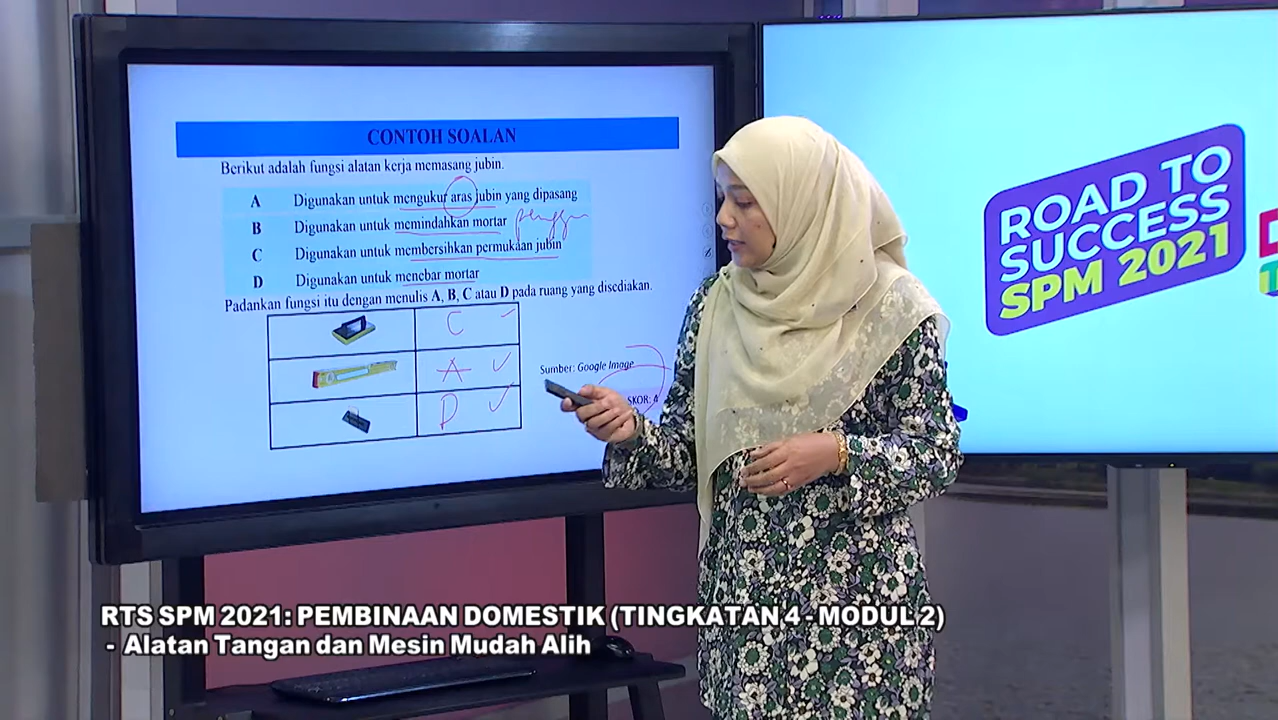 CONTOH SOALAN
Berikut adalah fungsi alatan kerja memasang jubin.
A Digunakan untuk mengukur aras jubin yang dipasang
B Digunakan untuk memindahkan mortar
C Digunakan untuk membersihkan permukaan jubin
D Digunakan untuk menebar mortar
Padankan fungsi itu dengan menulis A, B, C atau D pada ruang yang disediakan.
C
A
D
Sumber: Google Image
SKOR: 4
ROAD TO
SUCCESS
SPM 2021
RTS SPM 2021: PEMBINAAN DOMESTIK (TINGKATAN 4 - MODUL 2)
- Alatan Tangan dan Mesin Mudah Alih